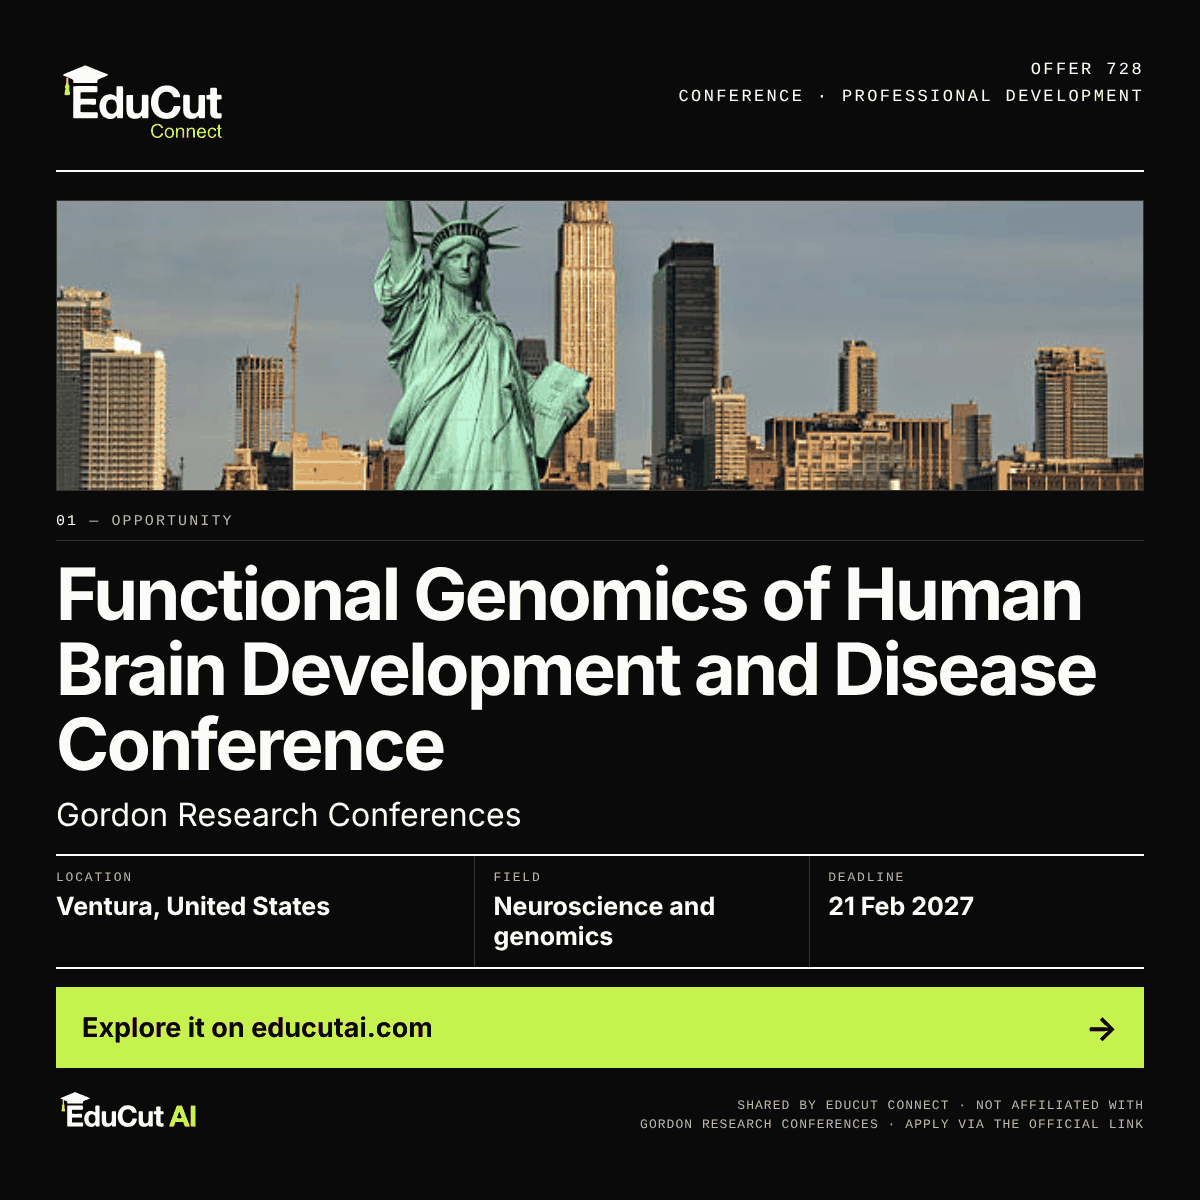 EduCut
Connect
OFFER 728
CONFERENCE · PROFESSIONAL DEVELOPMENT
01 — OPPORTUNITY
Functional Genomics of Human
Brain Development and Disease
Conference
Gordon Research Conferences
LOCATION
Ventura, United States
FIELD
Neuroscience and
genomics
DEADLINE
21 Feb 2027
Explore it on educutai.com →
EduCut AI
SHARED BY EDUCUT CONNECT · NOT AFFILIATED WITH
GORDON RESEARCH CONFERENCES · APPLY VIA THE OFFICIAL LINK